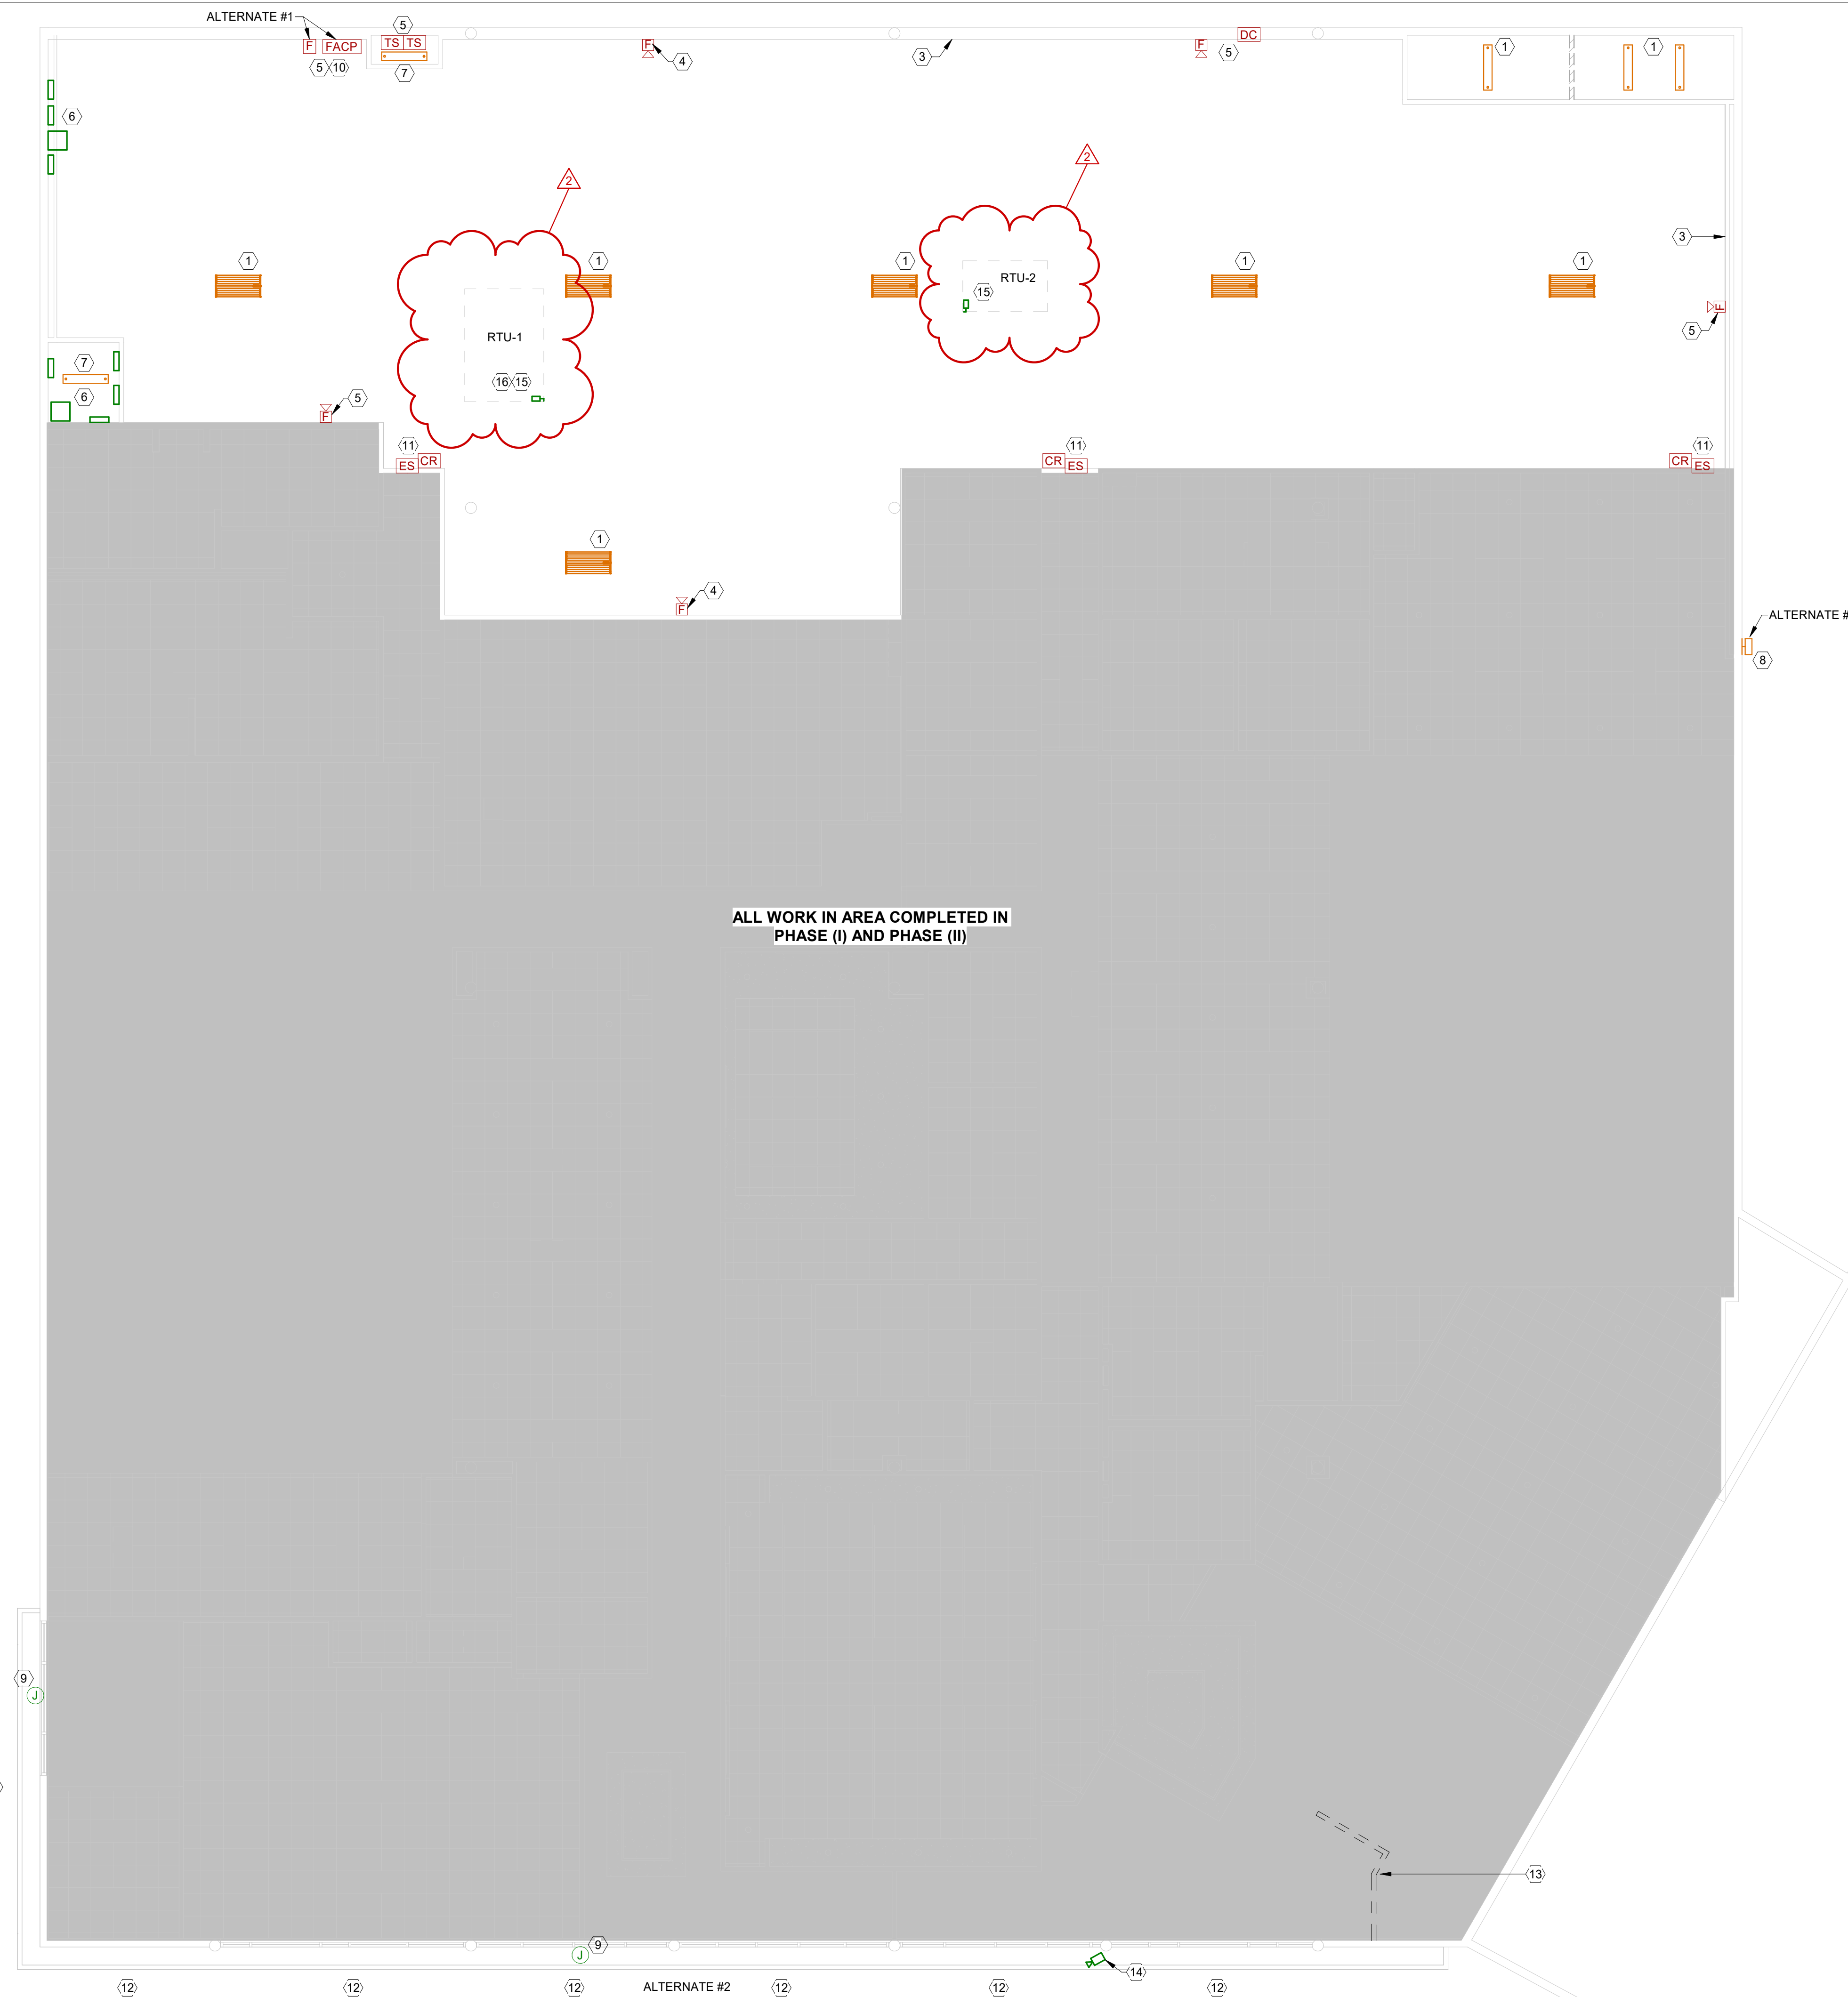 ALTERNATE #1
5
F
FACP
TS TS
F
F
DC
1
1
5 10
7
4
3
5
6
2
2
3
1
1
1
1
1
RTU-2
15
F
5
RTU-1
7
16 15
6
5
F
11
ES CR
11
CR ES
11
CR ES
1
4
F
ALTERNATE #
8
ALL WORK IN AREA COMPLETED IN
PHASE (I) AND PHASE (II)
9
J
13
9
J
14
12
12
12
ALTERNATE #2
12
12
12